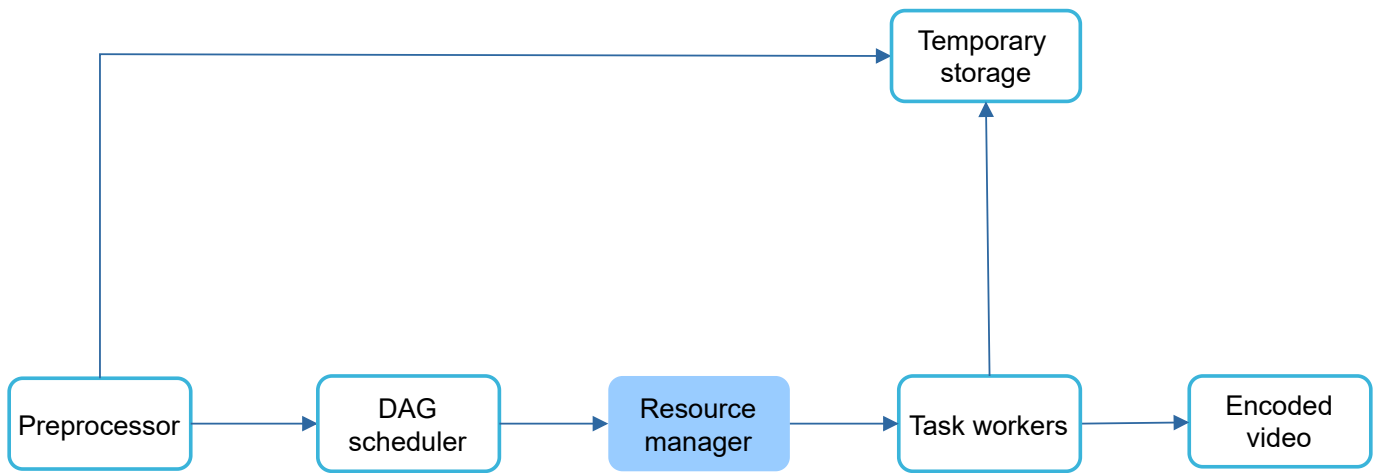 Temporary
storage
Preprocessor
DAG
scheduler
Resource
manager
Task workers
Encoded
video